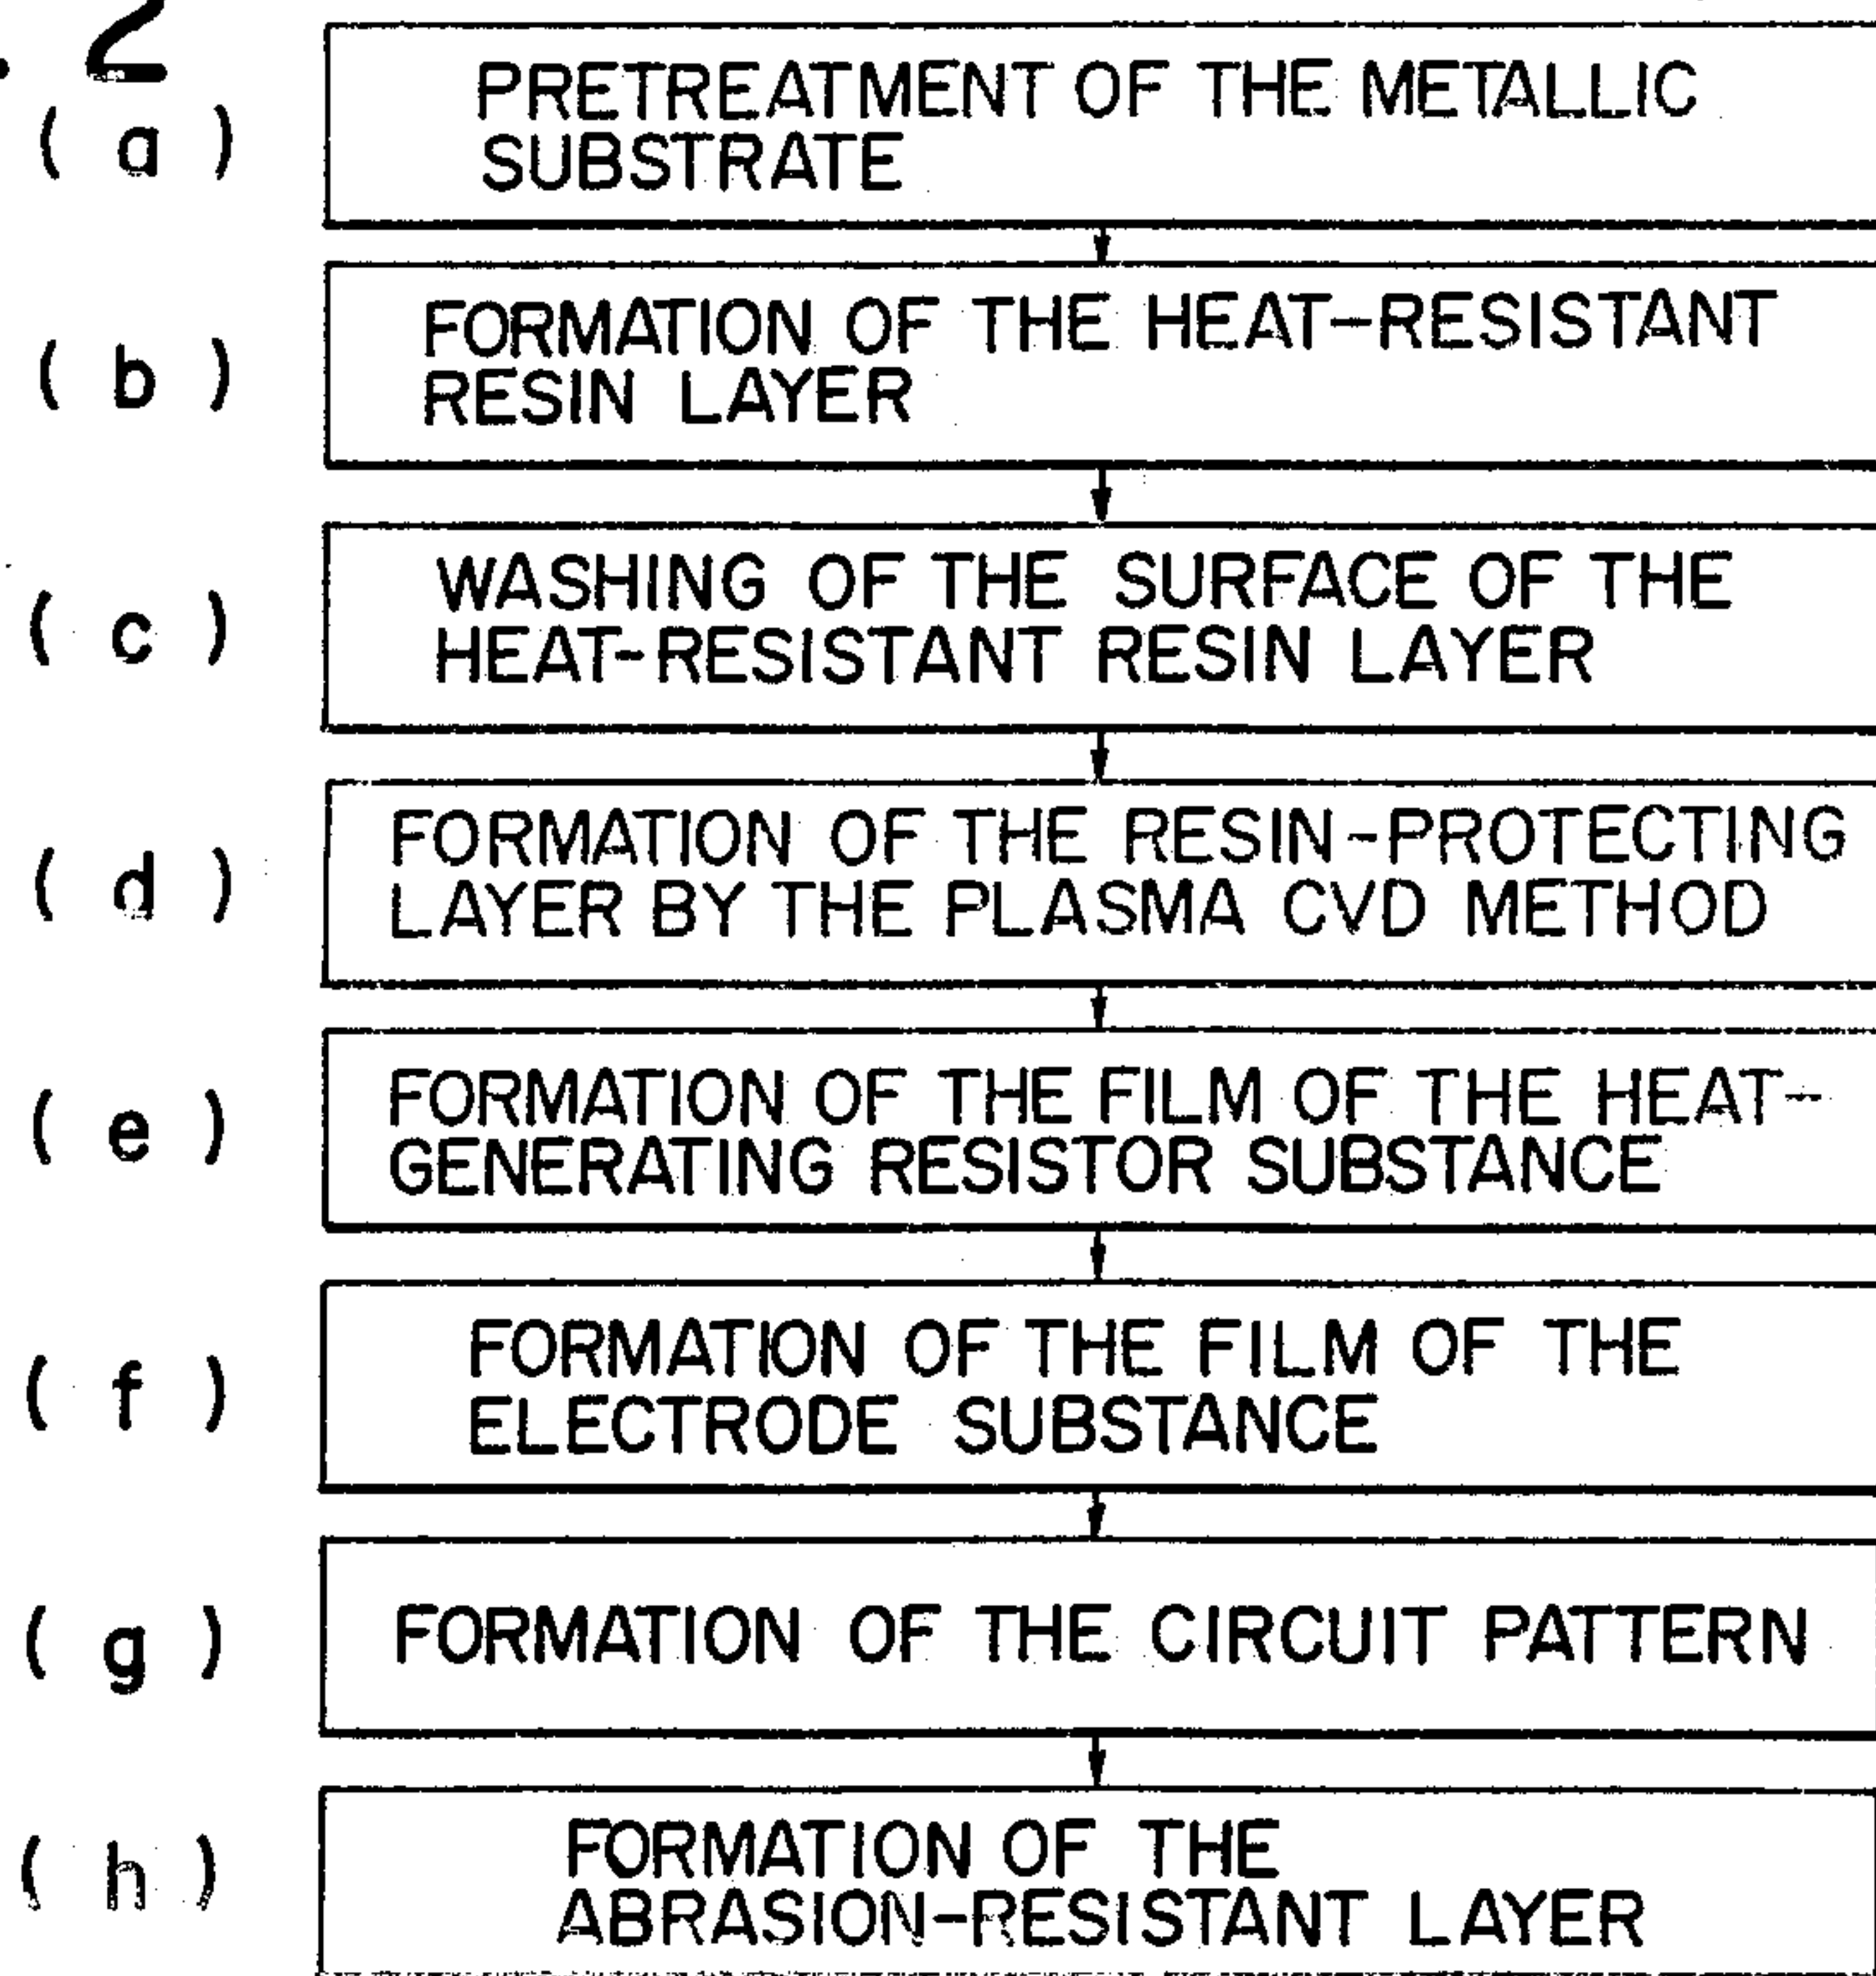 . 2
(a)
PRETREATMENT OF THE METALLIC
SUBSTRATE
(b)
FORMATION OF THE HEAT-RESISTANT
RESIN LAYER
(c)
WASHING OF THE SURFACE OF THE
HEAT-RESISTANT RESIN LAYER
(d)
FORMATION OF THE RESIN-PROTECTING
LAYER BY THE PLASMA CVD METHOD
(e)
FORMATION OF THE FILM OF THE HEAT-
GENERATING RESISTOR SUBSTANCE
(f)
FORMATION OF THE FILM OF THE
ELECTRODE SUBSTANCE
(g)
FORMATION OF THE CIRCUIT PATTERN
(h)
FORMATION OF THE
ABRASION-RESISTANT LAYER